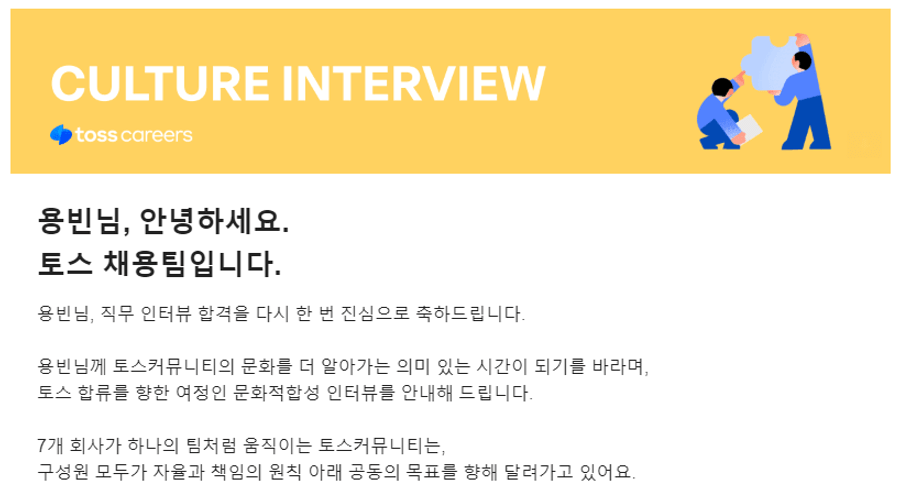 CULTURE INTERVIEW
toss careers
용빈님, 안녕하세요.
토스 채용팀입니다.
용빈님, 직무 인터뷰 합격을 다시 한 번 진심으로 축하드립니다.
용빈님께 토스커뮤니티의 문화를 더 알아가는 의미 있는 시간이 되기를 바라며,
토스 합류를 향한 여정인 문화적합성 인터뷰를 안내해 드립니다.
7개 회사가 하나의 팀처럼 움직이는 토스커뮤니티는,
구성원 모두가 자율과 책임의 원칙 아래 공동의 목표를 향해 달려가고 있어요.